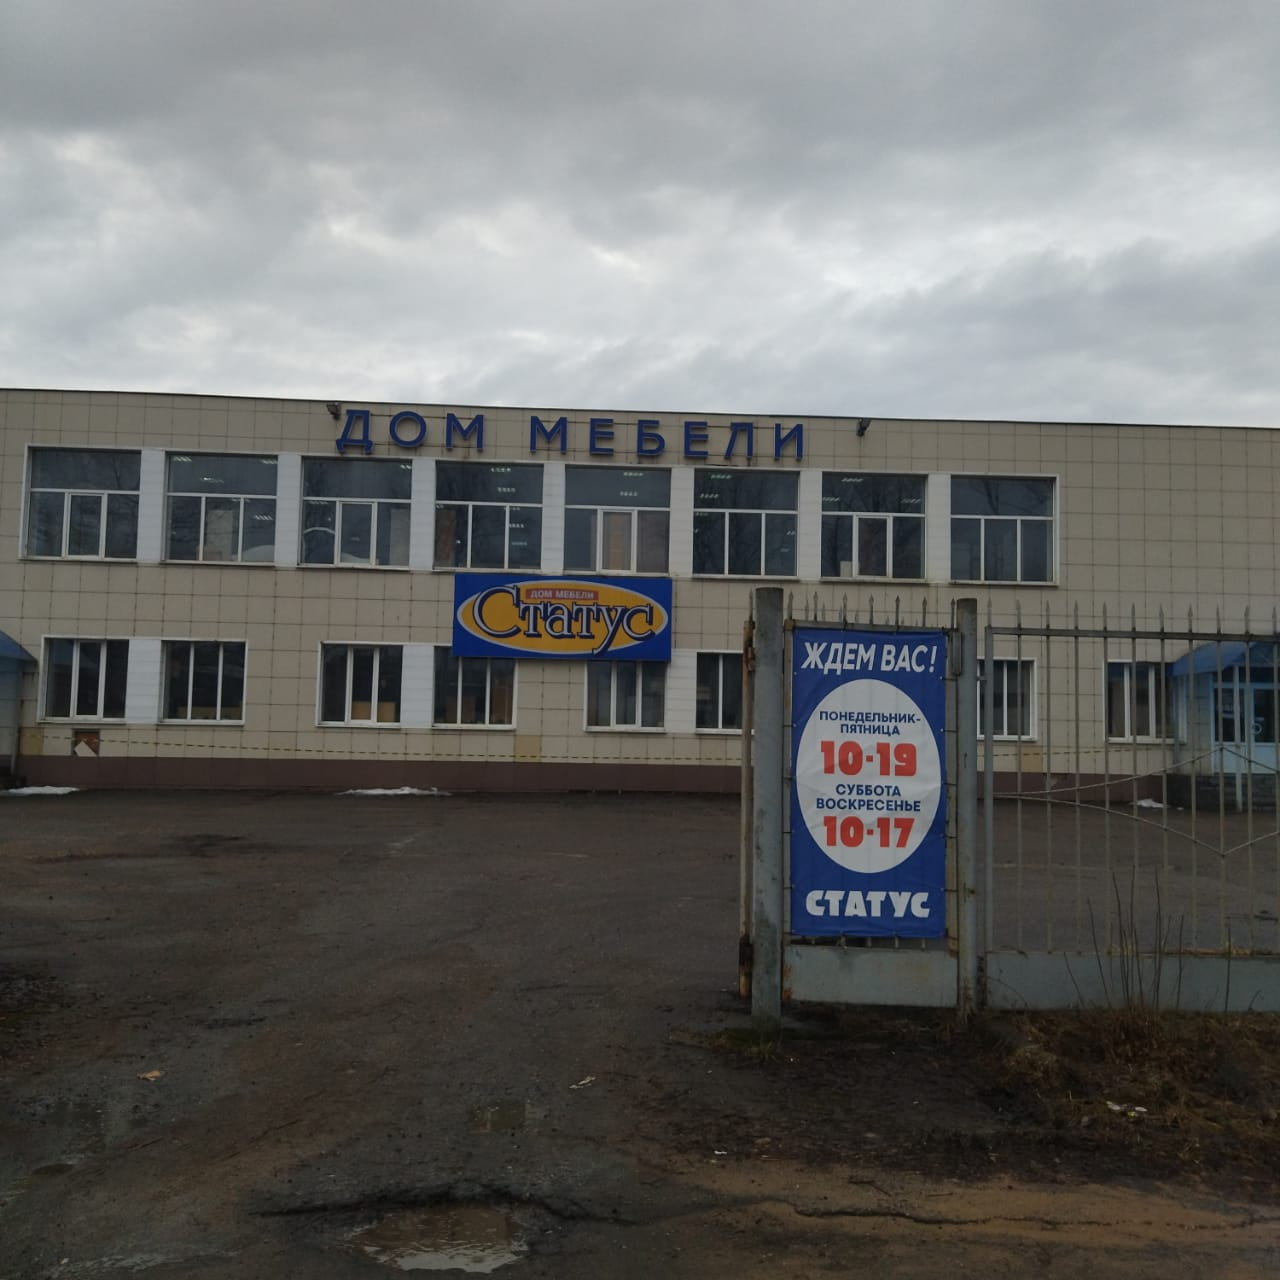 ДОМ МЕБЕЛИ
ДОМ МЕБЕЛИ
Статус
ЖДЕМ ВАС!
ПОНЕДЕЛЬНИК-
ПЯТНИЦА
10-19
СУББОТА
ВОСКРЕСЕНЬЕ
10-17
СТАТУС